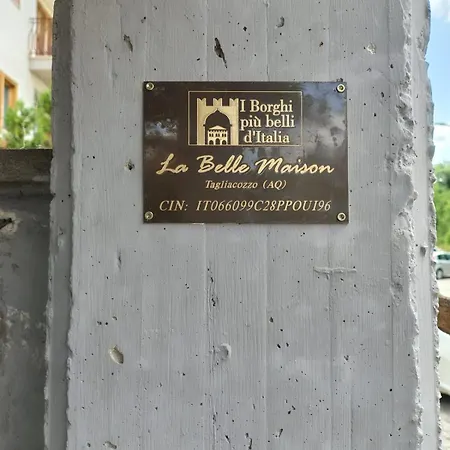 I Borghi
più belli
d'Italia
La Belle Maison
Tagliacozzo (AQ)
CIN: IT066099C28PPOUI96